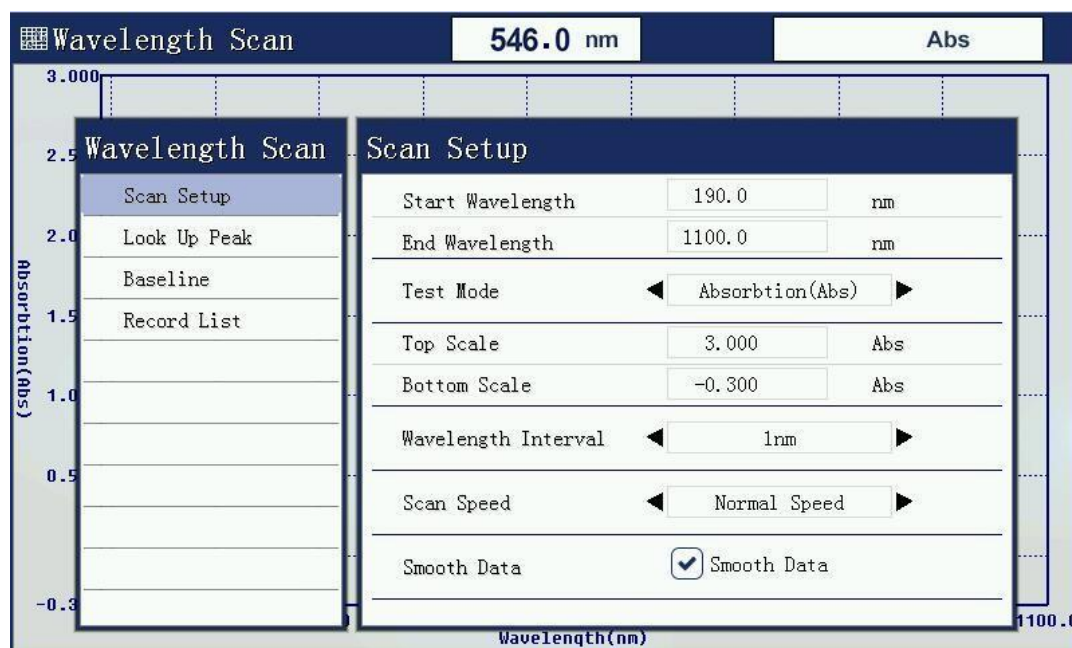 Wavelength Scan 546.0 nm Abs
3.000
2.5
2.0
1.5
1.0
0.5
-0.3
Absorbtion(Abs)
Wavelength Scan
Scan Setup
Look Up Peak
Baseline
Record List
Scan Setup
Start Wavelength 190.0 nm
End Wavelength 1100.0 nm
Test Mode Absorbtion(Abs)
Top Scale 3.000 Abs
Bottom Scale -0.300 Abs
Wavelength Interval 1nm
Scan Speed Normal Speed
Smooth Data Smooth Data
1100.0
Wavelength(nm)